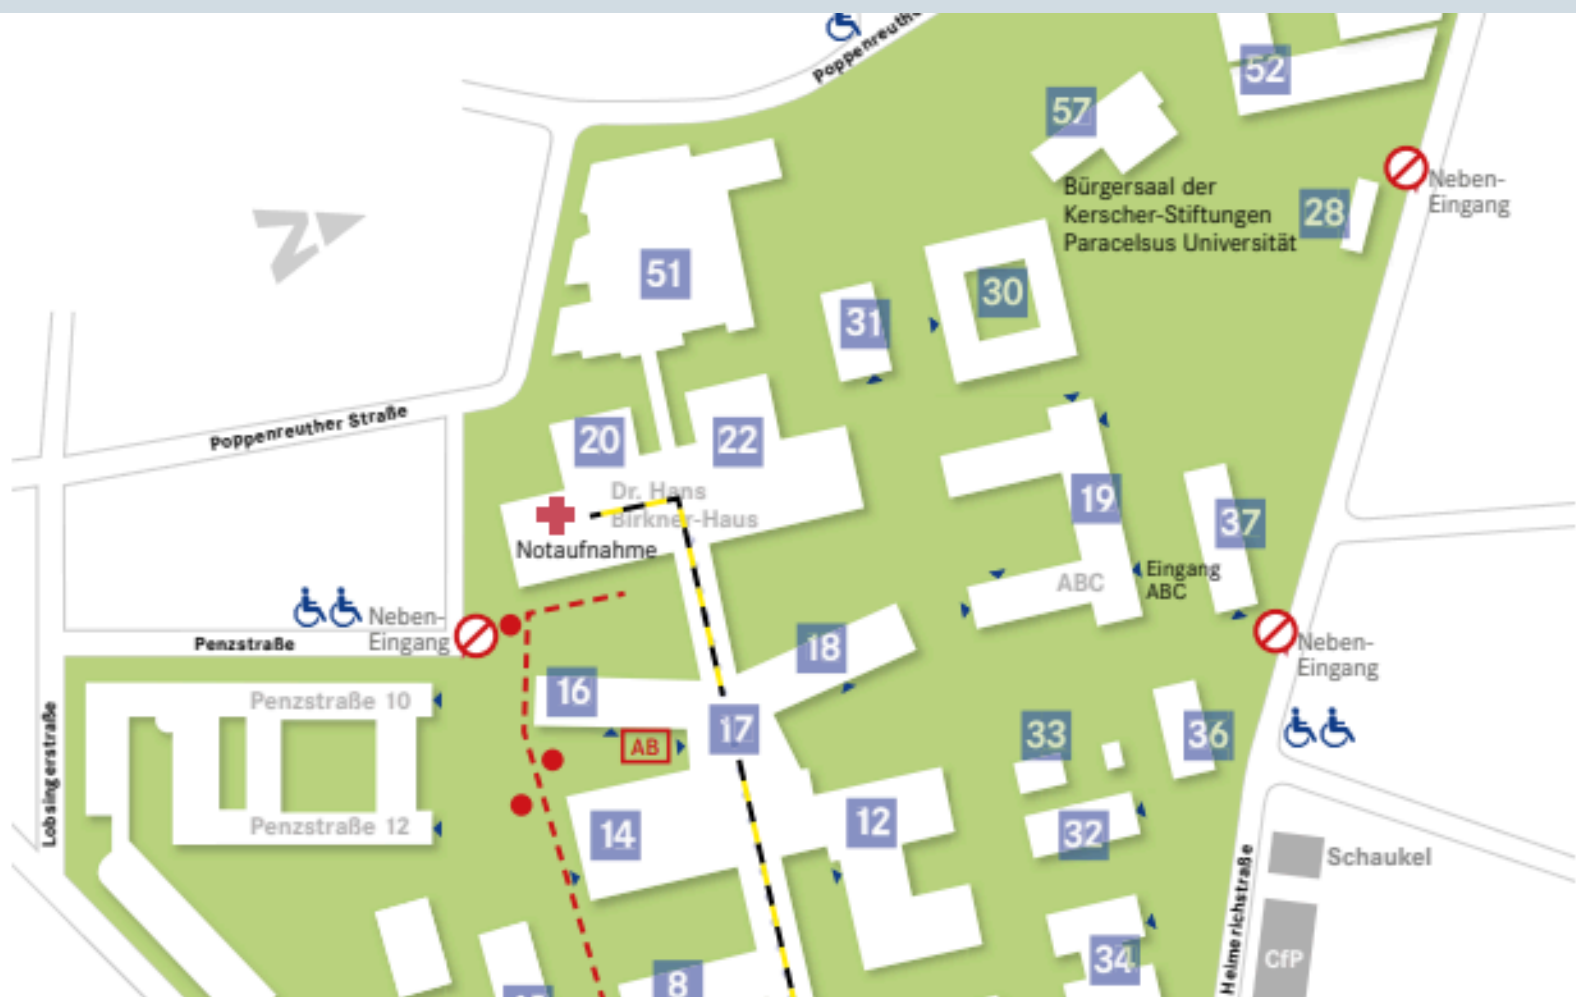 Poppenreuthe
52
57
Bürgersaal der
Kerscher-Stiftungen
Paracelsus Universität
28
Neben-
Eingang
51
30
31
Poppenreuther Straße
20
22
Dr. Hans
Birkner-Haus
Notaufnahme
19
37
Eingang
ABC
ABC
Neben-
Eingang
Penzstraße
18
Neben-
Eingang
16
Penzstraße 10
17
33
36
AB
Lobsingerstraße
Penzstraße 12
14
12
32
Schaukel
Heimerichstraße
34
CfP
8